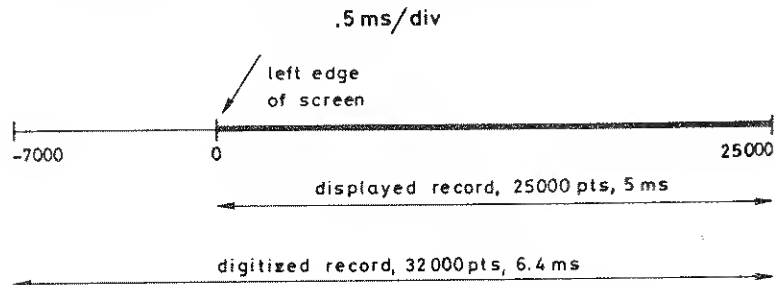 .5 ms/div
left edge
of screen
-7000 0 25000
displayed record, 25000 pts, 5 ms
digitized record, 32000 pts, 6.4 ms